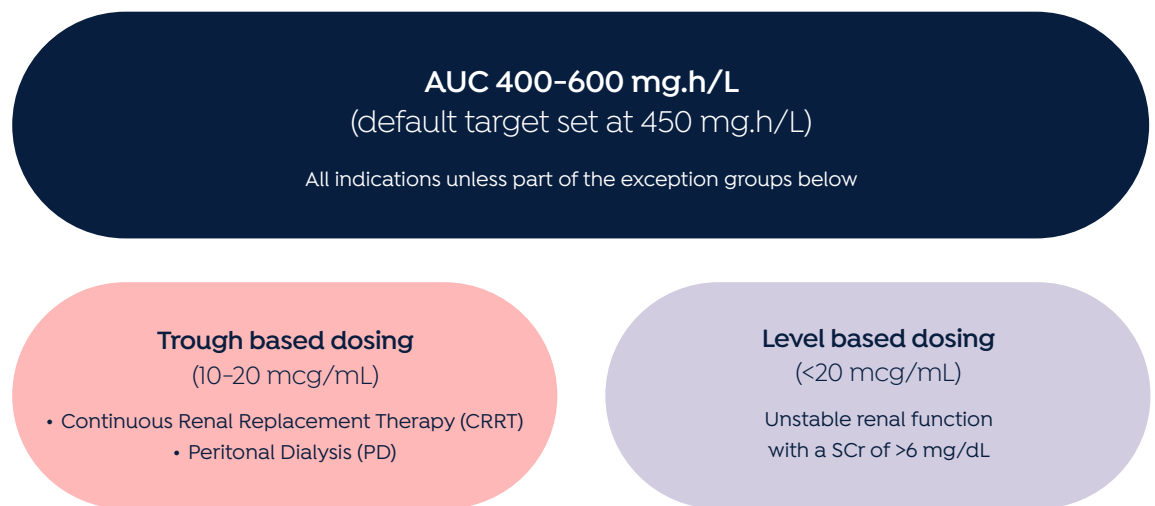 AUC 400-600 mg.h/L
(default target set at 450 mg.h/L)
All indications unless part of the exception groups below
Trough based dosing
(10-20 mcg/mL)
• Continuous Renal Replacement Therapy (CRRT)
• Peritonal Dialysis (PD)
Level based dosing
(<20 mcg/mL)
Unstable renal function
with a SCr of >6 mg/dL